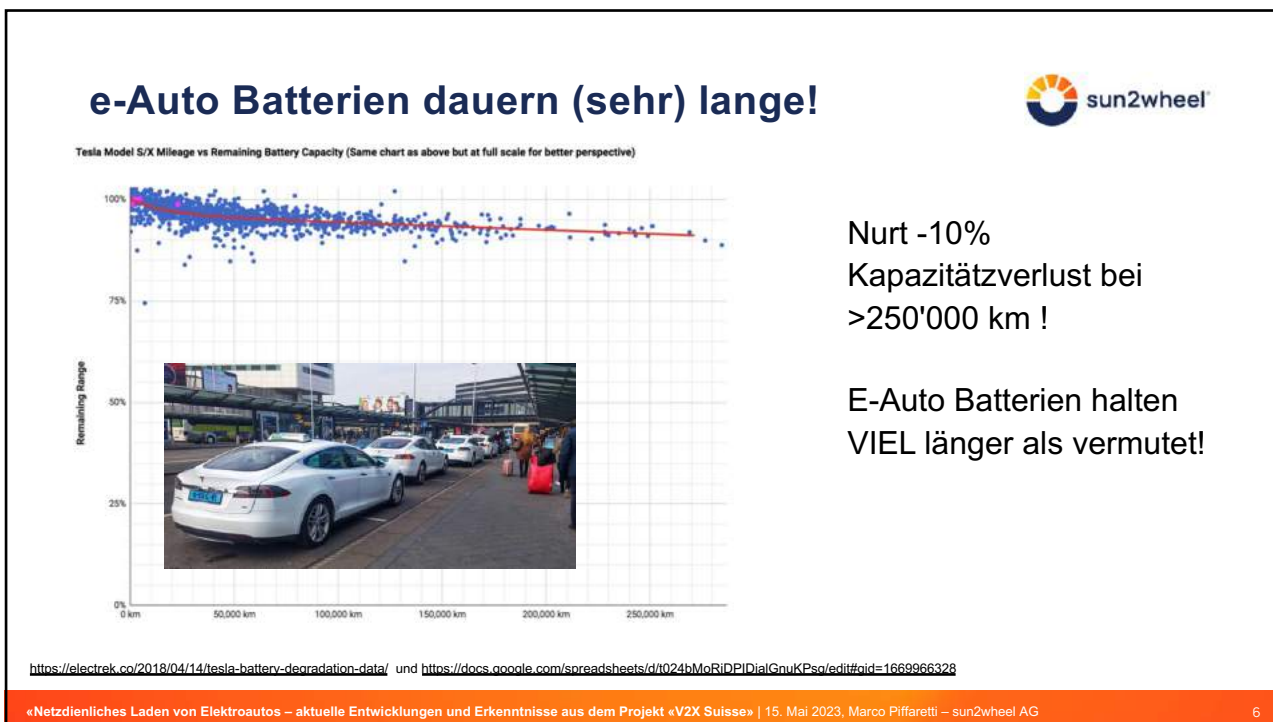 e-Auto Batterien dauern (sehr) lange!
sun2wheel
Tesla Model S/X Mileage vs Remaining Battery Capacity (Same chart as above but at full scale for better perspective)
100%
75%
50%
25%
0%
Remaining Range
0 km
50,000 km
100,000 km
150,000 km
200,000 km
250,000 km
Nurt -10%
Kapazitätzverlust bei
>250'000 km !
E-Auto Batterien halten
VIEL länger als vermutet!
https://electrek.co/2018/04/14/tesla-battery-degradation-data/ und https://docs.google.com/spreadsheets/d/t024bMoRiDPIDialGnuKPsg/edit#gid=1669966328
«Netzdienliches Laden von Elektroautos – aktuelle Entwicklungen und Erkenntnisse aus dem Projekt «V2X Suisse» | 15. Mai 2023, Marco Piffaretti – sun2wheel AG
6